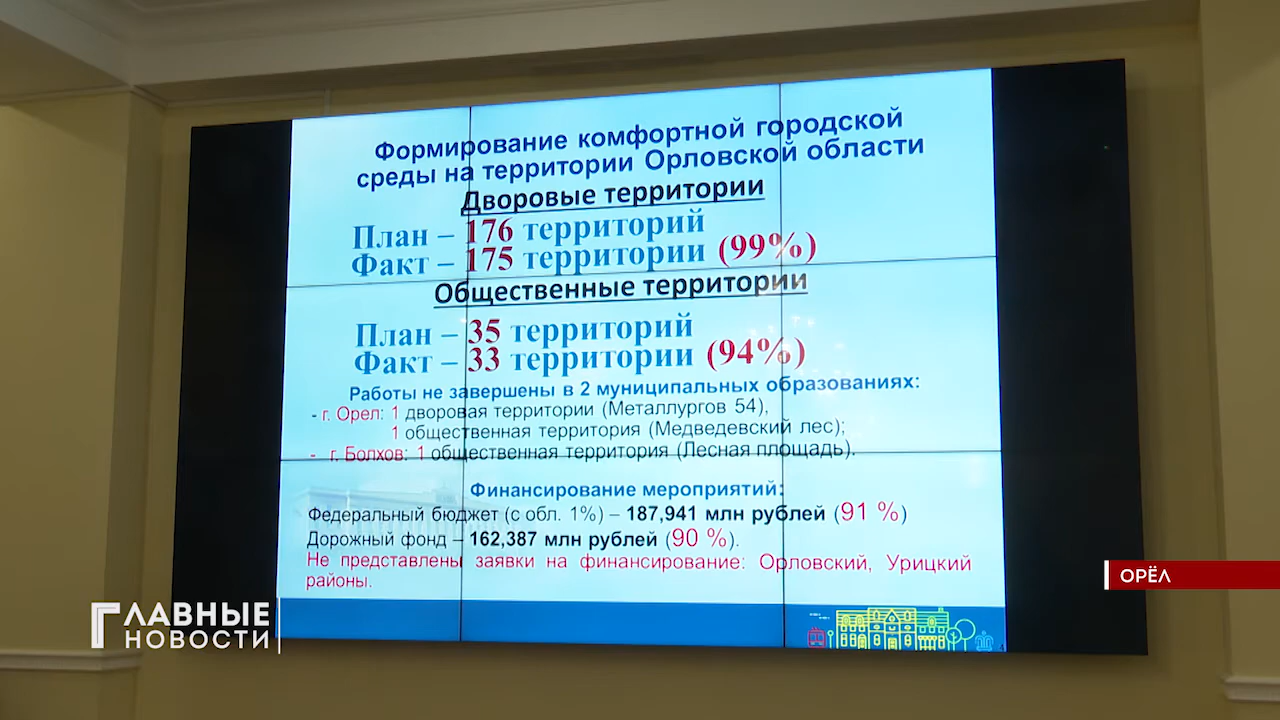 Формирование комфортной городской
среды на территории Орловской области
Дворовые территории
План – 176 территорий
Факт – 175 территории (99%)
Общественные территории
План – 35 территорий
Факт – 33 территории (94%)
Работы не завершены в 2 муниципальных образованиях:
- г. Орел: 1 дворовая территории (Металлургов 54),
1 общественная территория (Медведевский лес);
- г. Болхов: 1 общественная территория (Лесная площадь).
Финансирование мероприятий:
Федеральный бюджет (с обл. 1%) – 187,941 млн рублей (91 %)
Дорожный фонд – 162,387 млн рублей (90 %).
Не представлены заявки на финансирование: Орловский, Урицкий
районы.
4
ОРЁЛ
ГЛАВНЫЕ
НОВОСТИ